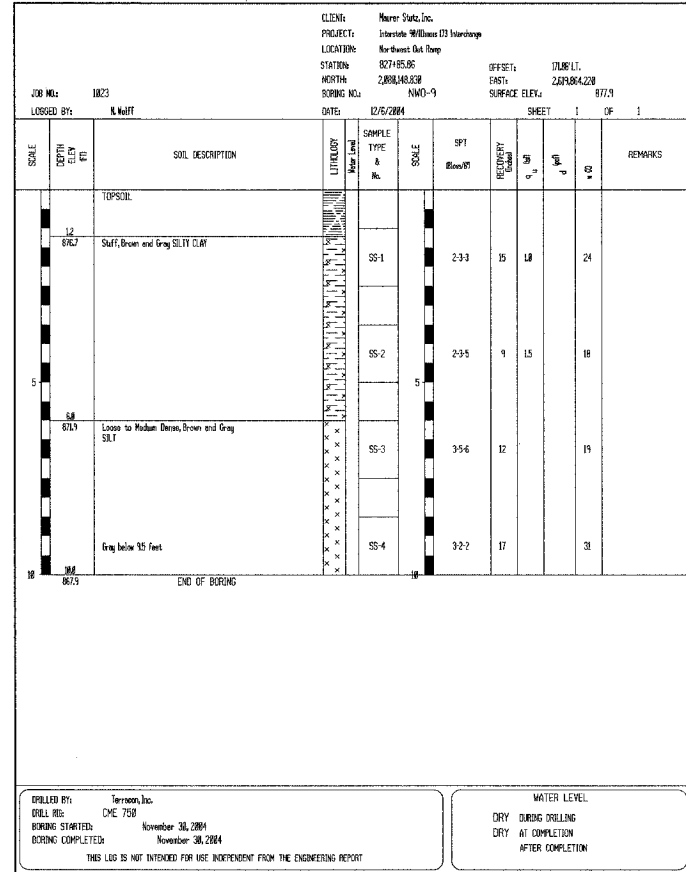 CLIENT: Maurer Stutz, Inc.
PROJECT: Interstate 90/Illinois 173 Interchange
LOCATION: Northwest Out Ramp
STATION: 827+85.86 OFFSET: 171.86' LT.
NORTH: 2,080,148.830 EAST: 2,619,864.220
JOB NO.: 1023 BORING NO.: NWO-9 SURFACE ELEV.: 877.9
LOGGED BY: N. Wolff DATE: 12/6/2004 SHEET 1 OF 1
SCALE DEPTH ELEV (FT) SOIL DESCRIPTION LITHOLOGY Water Level SAMPLE TYPE & No. SCALE SPT (Blows/6") RECOVERY (Inches) q u (tsf) d (pcf) w (%) REMARKS
TOPSOIL
1.2
876.7 Stiff, Brown and Gray SILTY CLAY
SS-1 2-3-3 15 1.0 24
SS-2 2-3-5 9 1.5 18
5 5
6.0
871.9 Loose to Medium Dense, Brown and Gray
SILT
SS-3 3-5-6 12 19
Gray below 9.5 feet SS-4 3-2-2 17 31
10 10.0 10
867.9 END OF BORING
DRILLED BY: Terracon, Inc.
DRILL RIG: CME 750
BORING STARTED: November 30, 2004
BORING COMPLETED: November 30, 2004
THIS LOG IS NOT INTENDED FOR USE INDEPENDENT FROM THE ENGINEERING REPORT
WATER LEVEL
DRY DURING DRILLING
DRY AT COMPLETION
AFTER COMPLETION